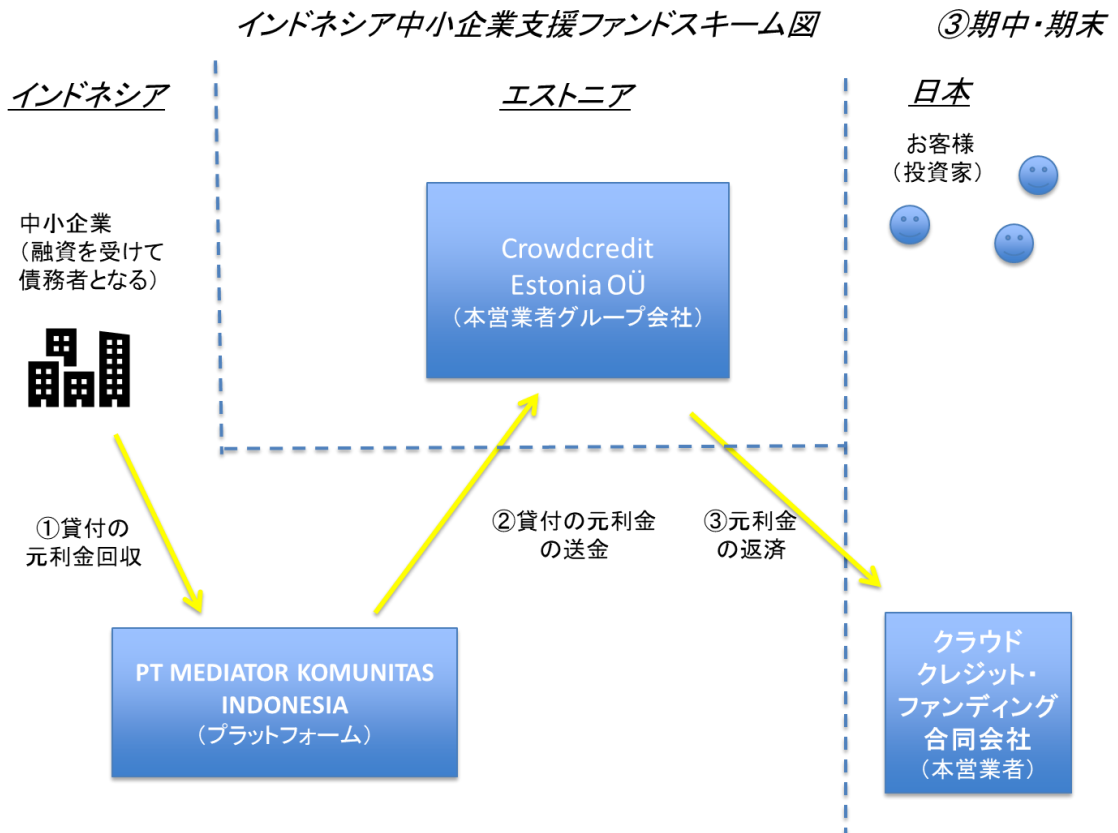 インドネシア中小企業支援ファンドスキーム図
③期中・期末
インドネシア
エストニア
日本
お客様
（投資家）
中小企業
（融資を受けて
債務者となる）
Crowdcredit
Estonia OÜ
（本営業者グループ会社）
①貸付の
元利金回収
②貸付の元利金
の送金
③元利金
の返済
PT MEDIATOR KOMUNITAS
INDONESIA
（プラットフォーム）
クラウド
クレジット・
ファンディング
合同会社
（本営業者）